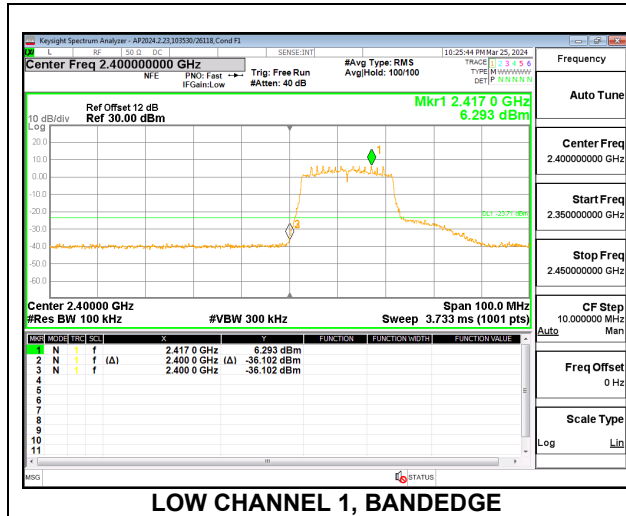 Keysight Spectrum Analyzer - AP2024.2.23,103530/26118,Cond F1
L RF 50 Ω DC SENSE:INT 10:25:44 PM Mar 25, 2024
Center Freq 2.400000000 GHz
NFE PNO: Fast Trig: Free Run #Avg Type: RMS TRACE 1 2 3 4 5 6
IFGain:Low #Atten: 40 dB Avg|Hold: 100/100 TYPE M WWWWW
DET P N N N N N
Mkr1 2.417 0 GHz
6.293 dBm
Ref Offset 12 dB
10 dB/div Ref 30.00 dBm
Log
20.0
10.0
0.00
-10.0
-20.0
-30.0
-40.0
-50.0
-60.0
1
3
DL1 -23.71 dBm
Center 2.40000 GHz Span 100.0 MHz
#Res BW 100 kHz #VBW 300 kHz Sweep 3.733 ms (1001 pts)
MKR MODE TRC SCL X Y FUNCTION FUNCTION WIDTH FUNCTION VALUE
1 N 1 f 2.417 0 GHz 6.293 dBm
2 N 1 f (Δ) 2.400 0 GHz (Δ) -36.102 dBm
3 N 1 f 2.400 0 GHz -36.102 dBm
4
5
6
7
8
9
10
11
MSG STATUS
Frequency
Auto Tune
Center Freq
2.400000000 GHz
Start Freq
2.350000000 GHz
Stop Freq
2.450000000 GHz
CF Step
10.000000 MHz
Auto Man
Freq Offset
0 Hz
Scale Type
Log Lin
LOW CHANNEL 1, BANDEDGE